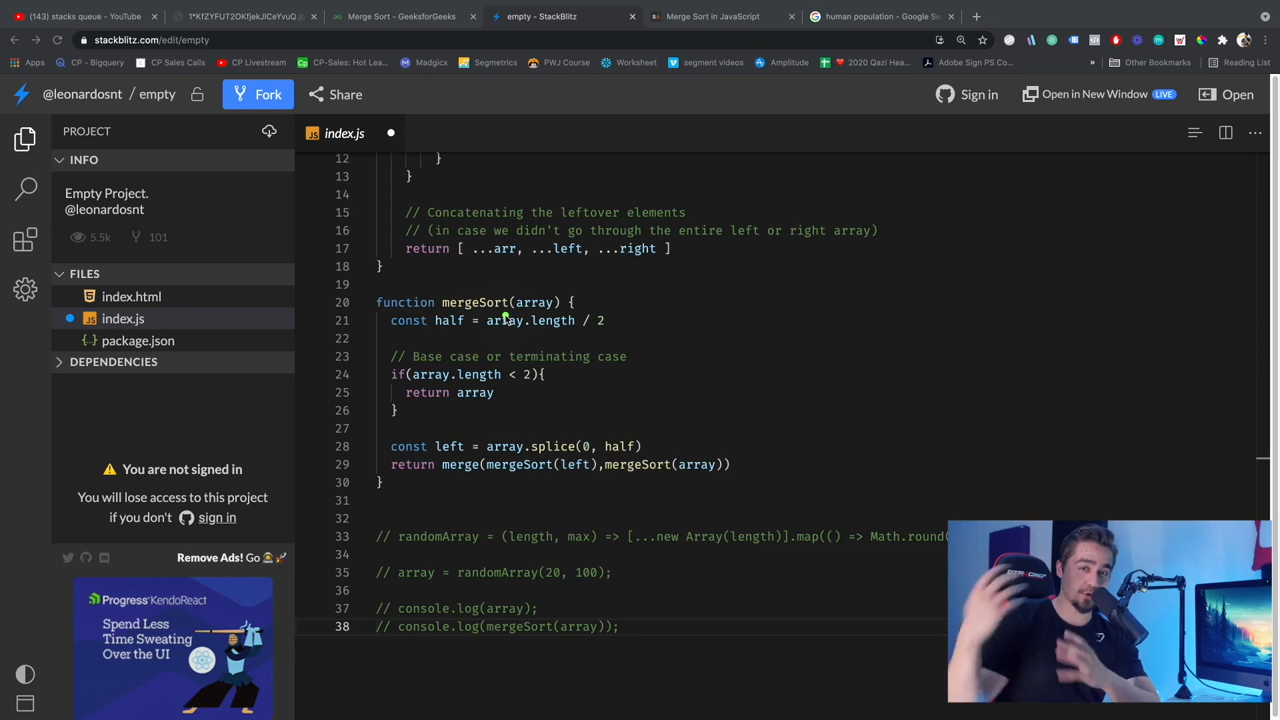 (143) stacks queue - YouTube
1*KfZYFUT2OKfjekJlCeYvuQ.jp
Merge Sort - GeeksforGeeks
empty - StackBlitz
Merge Sort in JavaScript
human population - Google Se
stackblitz.com/edit/empty
Apps
CP - Bigquery
CP Sales Calls
CP Livestream
CP-Sales: Hot Lea...
Madgicx
Segmetrics
PWJ Course
Worksheet
segment videos
Amplitude
2020 Qazi Hea...
Adobe Sign PS Co...
»
Other Bookmarks
Reading List
@leonardosnt / empty
Fork
Share
Sign in
Open in New Window LIVE
Open
PROJECT
INFO
Empty Project.
@leonardosnt
5.5k 101
FILES
index.html
index.js
package.json
DEPENDENCIES
You are not signed in
You will lose access to this project
if you don't sign in
Remove Ads! Go
Progress KendoReact
Spend Less
Time Sweating
Over the UI
JS index.js
12 }
13 }
14
15 // Concatenating the leftover elements
16 // (in case we didn't go through the entire left or right array)
17 return [ ...arr, ...left, ...right ]
18 }
19
20 function mergeSort(array) {
21 const half = array.length / 2
22
23 // Base case or terminating case
24 if(array.length < 2){
25 return array
26 }
27
28 const left = array.splice(0, half)
29 return merge(mergeSort(left),mergeSort(array))
30 }
31
32
33 // randomArray = (length, max) => [...new Array(length)].map(() => Math.round(
34
35 // array = randomArray(20, 100);
36
37 // console.log(array);
38 // console.log(mergeSort(array));